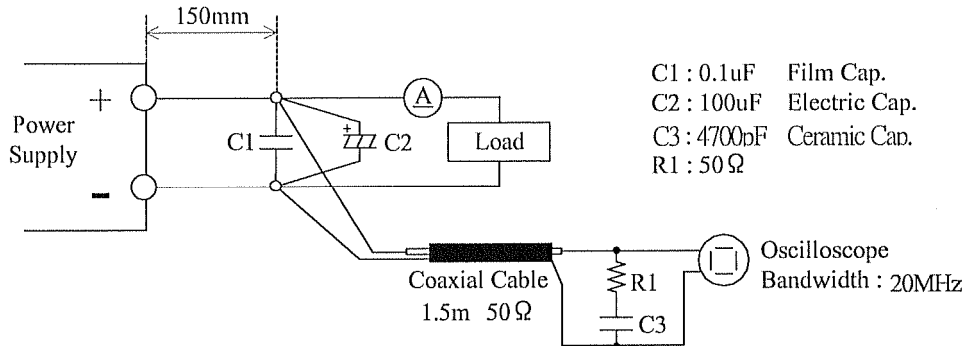 150mm
+
Power
Supply
-
C1
+
C2
A
Load
C1 : 0.1uF Film Cap.
C2 : 100uF Electric Cap.
C3 : 4700pF Ceramic Cap.
R1 : 50Ω
Coaxial Cable
1.5m 50Ω
R1
C3
Oscilloscope
Bandwidth : 20MHz